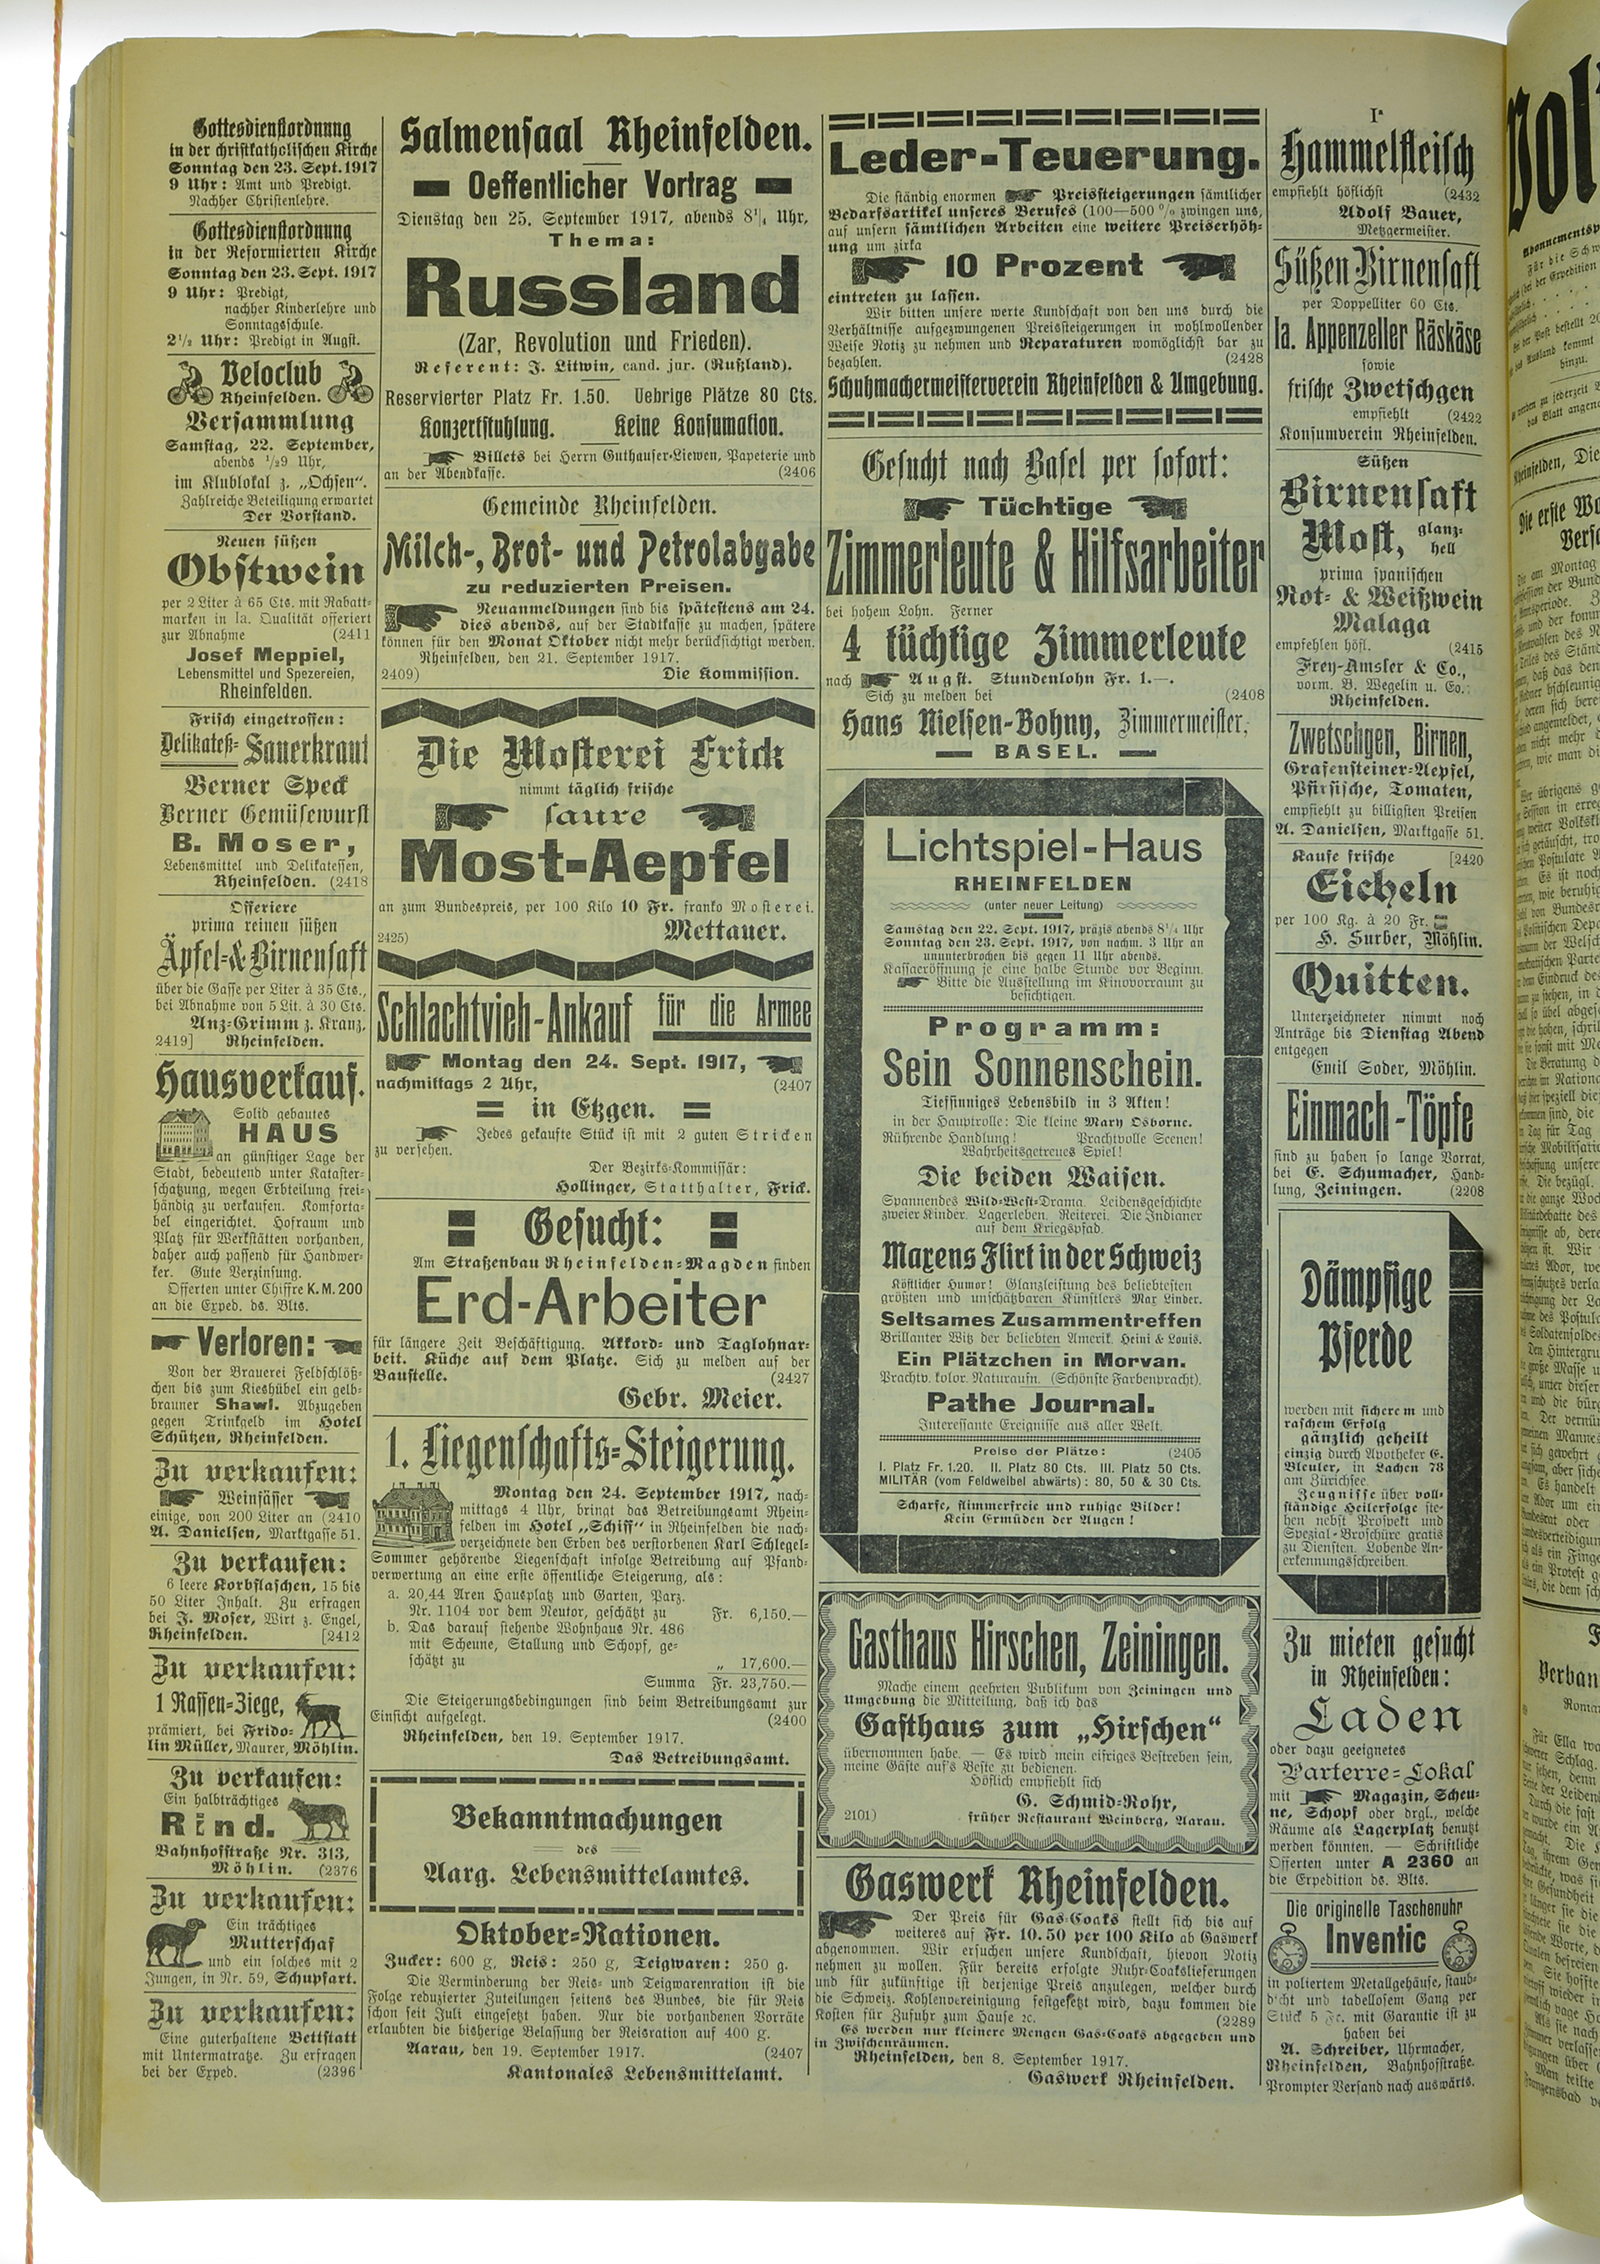 Gottesdienstordnung
in der christkatholischen Kirche
Sonntag den 23. Sept. 1917
9 Uhr: Amt und Predigt.
Nachher Christenlehre.
Gottesdienstordnung
in der Reformierten Kirche
Sonntag den 23. Sept. 1917
9 Uhr: Predigt,
nachher Kinderlehre und
Sonntagsschule.
2 1/2 Uhr: Predigt in Augst.
Veloclub
Rheinfelden.
Versammlung
Samstag, 22. September,
abends 1/29 Uhr,
im Klublokal z. „Ochsen“.
Zahlreiche Beteiligung erwartet
Der Vorstand.
Neuen süßen
Obstwein
per 2 Liter à 65 Cts. mit Rabatt-
marken in Ia. Qualität offeriert
zur Abnahme (2411
Josef Meppiel,
Lebensmittel und Spezereien,
Rheinfelden.
Frisch eingetroffen:
Delikateß- Sauerkraut
Berner Speck
Berner Gemüsewurst
B. Moser,
Lebensmittel und Delikatessen,
Rheinfelden. (2418
Offeriere
prima reinen süßen
Äpfel- & Birnensaft
über die Gasse per Liter à 35 Cts.,
bei Abnahme von 5 Lit. à 30 Cts.
Anz-Grimm z. Kranz,
2419] Rheinfelden.
Hausverkauf.
Solid gebautes
HAUS
an günstiger Lage der
Stadt, bedeutend unter Kataster-
schatzung, wegen Erbteilung frei-
händig zu verkaufen. Komforta-
bel eingerichtet. Hofraum und
Platz für Werkstätten vorhanden,
daher auch passend für Handwer-
ker. Gute Verzinsung.
Offerten unter Chiffre K. M. 200
an die Exped. ds. Blts.
Verloren:
Von der Brauerei Feldschlöß-
chen bis zum Kieshübel ein gelb-
brauner Shawl. Abzugeben
gegen Trinkgeld im Hotel
Schützen, Rheinfelden.
Zu verkaufen:
Weinfässer
einige, von 200 Liter an (2410
A. Danielsen, Marktgasse 51.
Zu verkaufen:
6 leere Korbflaschen, 15 bis
50 Liter Inhalt. Zu erfragen
bei J. Moser, Wirt z. Engel,
Rheinfelden. [2412
Zu verkaufen:
1 Rassen-Ziege,
prämiert, bei Frido-
lin Müller, Maurer, Möhlin.
Zu verkaufen:
Ein halbträchtiges
Rind.
Bahnhofstraße Nr. 313,
Möhlin. (2376
Zu verkaufen:
Ein trächtiges
Mutterschaf
und ein solches mit 2
Jungen, in Nr. 59, Schupfart.
Zu verkaufen:
Eine guterhaltene Bettstatt
mit Untermatratze. Zu erfragen
bei der Exped. (2396
Salmensaal Rheinfelden.
Oeffentlicher Vortrag
Dienstag den 25. September 1917, abends 8 1/4 Uhr,
Thema:
Russland
(Zar, Revolution und Frieden).
Referent: J. Litwin, cand. jur. (Rußland).
Reservierter Platz Fr. 1.50. Uebrige Plätze 80 Cts.
Konzertstuhlung. Keine Konsumation.
Billets bei Herrn Guthauser-Liewen, Papeterie und
an der Abendkasse. (2406
Gemeinde Rheinfelden.
Milch-, Brot- und Petrolabgabe
zu reduzierten Preisen.
Neuanmeldungen sind bis spätestens am 24.
dies abends, auf der Stadtkasse zu machen, spätere
können für den Monat Oktober nicht mehr berücksichtigt werden.
Rheinfelden, den 21. September 1917.
2409) Die Kommission.
Die Mosterei Frick
nimmt täglich frische
saure
Most-Aepfel
an zum Bundespreis, per 100 Kilo 10 Fr. franko Mosterei.
2425) Mettauer.
Schlachtvieh-Ankauf für die Armee
Montag den 24. Sept. 1917,
nachmittags 2 Uhr, (2407
in Etzgen.
Jedes gekaufte Stück ist mit 2 guten Stricken
zu versehen.
Der Bezirks-Kommissär:
Hollinger, Statthalter, Frick.
Gesucht:
Am Straßenbau Rheinfelden-Magden finden
Erd-Arbeiter
für längere Zeit Beschäftigung. Akkord- und Taglohnar-
beit. Küche auf dem Platze. Sich zu melden auf der
Baustelle. (2427
Gebr. Meier.
1. Liegenschafts-Steigerung.
Montag den 24. September 1917, nach-
mittags 4 Uhr, bringt das Betreibungsamt Rhein-
felden im Hotel „Schiff“ in Rheinfelden die nach-
verzeichnete den Erben des verstorbenen Karl Schlegel-
Sommer gehörende Liegenschaft infolge Betreibung auf Pfand-
verwertung an eine erste öffentliche Steigerung, als:
a. 20,44 Aren Hausplatz und Garten, Parz.
Nr. 1104 vor dem Neutor, geschätzt zu Fr. 6,150.—
b. Das darauf stehende Wohnhaus Nr. 486
mit Scheune, Stallung und Schopf, ge-
schätzt zu „ 17,600.—
Summa Fr. 23,750.—
Die Steigerungsbedingungen sind beim Betreibungsamt zur
Einsicht aufgelegt. (2400
Rheinfelden, den 19. September 1917.
Das Betreibungsamt.
Bekanntmachungen
des
Aarg. Lebensmittelamtes.
Oktober-Rationen.
Zucker: 600 g, Reis: 250 g, Teigwaren: 250 g.
Die Verminderung der Reis- und Teigwarenration ist die
Folge reduzierter Zuteilungen seitens des Bundes, die für Reis
schon seit Juli eingesetzt haben. Nur die vorhandenen Vorräte
erlaubten die bisherige Belassung der Reisration auf 400 g.
Aarau, den 19. September 1917. (2407
Kantonales Lebensmittelamt.
Leder-Teuerung.
Die ständig enormen Preissteigerungen sämtlicher
Bedarfsartikel unseres Berufes (100—500 % zwingen uns,
auf unsern sämtlichen Arbeiten eine weitere Preiserhöh-
ung um zirka
10 Prozent
eintreten zu lassen.
Wir bitten unsere werte Kundschaft von den uns durch die
Verhältnisse aufgezwungenen Preissteigerungen in wohlwollender
Weise Notiz zu nehmen und Reparaturen womöglichst bar zu
bezahlen. (2428
Schuhmachermeisterverein Rheinfelden & Umgebung.
Gesucht nach Basel per sofort:
Tüchtige
Zimmerleute & Hilfsarbeiter
bei hohem Lohn. Ferner
4 tüchtige Zimmerleute
nach Augst. Stundenlohn Fr. 1.—.
Sich zu melden bei (2408
Hans Nielsen-Bohny, Zimmermeister,
BASEL.
Lichtspiel-Haus
RHEINFELDEN
(unter neuer Leitung)
Samstag den 22. Sept. 1917, präzis abends 8 1/4 Uhr
Sonntag den 23. Sept. 1917, von nachm. 3 Uhr an
ununterbrochen bis gegen 11 Uhr abends.
Kassaeröffnung je eine halbe Stunde vor Beginn.
Bitte die Ausstellung im Kinovorraum zu
besichtigen.
Programm:
Sein Sonnenschein.
Tiefsinniges Lebensbild in 3 Akten!
in der Hauptrolle: Die kleine Mary Osborne.
Rührende Handlung! Prachtvolle Scenen!
Wahrheitsgetreues Spiel!
Die beiden Waisen.
Spannendes Wild-West-Drama. Leidensgeschichte
zweier Kinder. Lagerleben. Reiterei. Die Indianer
auf dem Kriegspfad.
Maxens Flirt in der Schweiz
Köstlicher Humor! Glanzleistung des beliebtesten
größten und unschätzbaren Künstlers Max Linder.
Seltsames Zusammentreffen
Brillanter Witz der beliebten Amerik. Heini & Louis.
Ein Plätzchen in Morvan.
Prachtv. kolor. Naturaufn. (Schönste Farbenpracht).
Pathe Journal.
Interessante Ereignisse aus aller Welt.
Preise der Plätze: (2405
I. Platz Fr. 1.20. II. Platz 80 Cts. III. Platz 50 Cts.
MILITÄR (vom Feldweibel abwärts): 80, 50 & 30 Cts.
Scharfe, flimmerfreie und ruhige Bilder!
Kein Ermüden der Augen!
Gasthaus Hirschen, Zeiningen.
Mache einem geehrten Publikum von Zeiningen und
Umgebung die Mitteilung, daß ich das
Gasthaus zum „Hirschen“
übernommen habe. — Es wird mein eifriges Bestreben sein,
meine Gäste auf's Beste zu bedienen.
Höflich empfiehlt sich
G. Schmid-Rohr,
2101) früher Restaurant Weinberg, Aarau.
Gaswerk Rheinfelden.
Der Preis für Gas-Coaks stellt sich bis auf
weiteres auf Fr. 10.50 per 100 Kilo ab Gaswerk
abgenommen. Wir ersuchen unsere Kundschaft, hievon Notiz
nehmen zu wollen. Für bereits erfolgte Ruhr-Coakslieferungen
und für zukünftige ist derjenige Preis anzulegen, welcher durch
die Schweiz. Kohlenvereinigung festgesetzt wird, dazu kommen die
Kosten für Zufuhr zum Hause ꝛc. (2289
Es werden nur kleinere Mengen Gas-Coaks abgegeben und
in Zwischenräumen.
Rheinfelden, den 8. September 1917.
Gaswerk Rheinfelden.
Ia
Hammelfleisch
empfiehlt höflichst (2432
Adolf Bauer,
Metzgermeister.
Süßen Birnensaft
per Doppelliter 60 Cts.
Ia. Appenzeller Räskäse
sowie
frische Zwetschgen
empfiehlt (2422
Konsumverein Rheinfelden.
Süßen
Birnensaft
Most, glanz-
hell
prima spanischen
Rot- & Weißwein
Malaga
empfehlen höfl. (2415
Frey-Amsler & Co.,
vorm. B. Wegelin u. Co.
Rheinfelden.
Zwetschgen, Birnen,
Grafensteiner-Aepfel,
Pfirsische, Tomaten,
empfiehlt zu billigsten Preisen
A. Danielsen, Marktgasse 51.
Kaufe frische [2420
Eicheln
per 100 Kg. à 20 Fr.
H. Surber, Möhlin.
Quitten.
Unterzeichneter nimmt noch
Anträge bis Dienstag Abend
entgegen
Emil Soder, Möhlin.
Einmach-Töpfe
sind zu haben so lange Vorrat,
bei E. Schumacher, Hand-
lung, Zeiningen. (2208
Dämpfige
Pferde
werden mit sicherem und
raschem Erfolg
gänzlich geheilt
einzig durch Apotheker E.
Bleuler, in Lachen 78
am Zürichsee.
Zeugnisse über voll-
ständige Heilerfolge ste-
hen nebst Prospekt und
Spezial-Broschüre gratis
zu Diensten. Lobende An-
erkennungsschreiben.
Zu mieten gesucht
in Rheinfelden:
Laden
oder dazu geeignetes
Parterre-Lokal
mit Magazin, Scheu-
ne, Schopf oder drgl., welche
Räume als Lagerplatz benutzt
werden könnten. — Schriftliche
Offerten unter A 2360 an
die Expedition ds. Blts.
Die originelle Taschenuhr
Inventic
in poliertem Metallgehäuse, staub-
dicht und tadellosem Gang per
Stück 5 Fr. mit Garantie ist zu
haben bei
A. Schreiber, Uhrmacher,
Rheinfelden, Bahnhofstraße.
Prompter Versand nach auswärts.